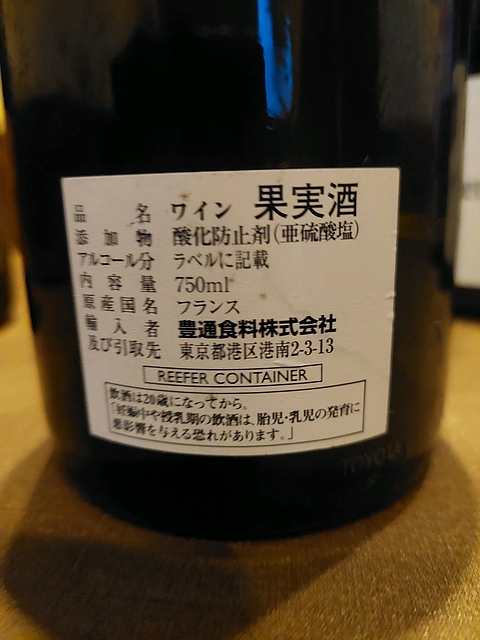 品名 ワイン 果実酒
添加物 酸化防止剤(亜硫酸塩)
アルコール分 ラベルに記載
内容量 750ml
原産国名 フランス
輸入者 豊通食料株式会社
及び引取先 東京都港区港南2-3-13
REEFER CONTAINER
飲酒は20歳になってから。
「妊娠中や授乳期の飲酒は、胎児・乳児の発育に
悪影響を与える恐れがあります。」